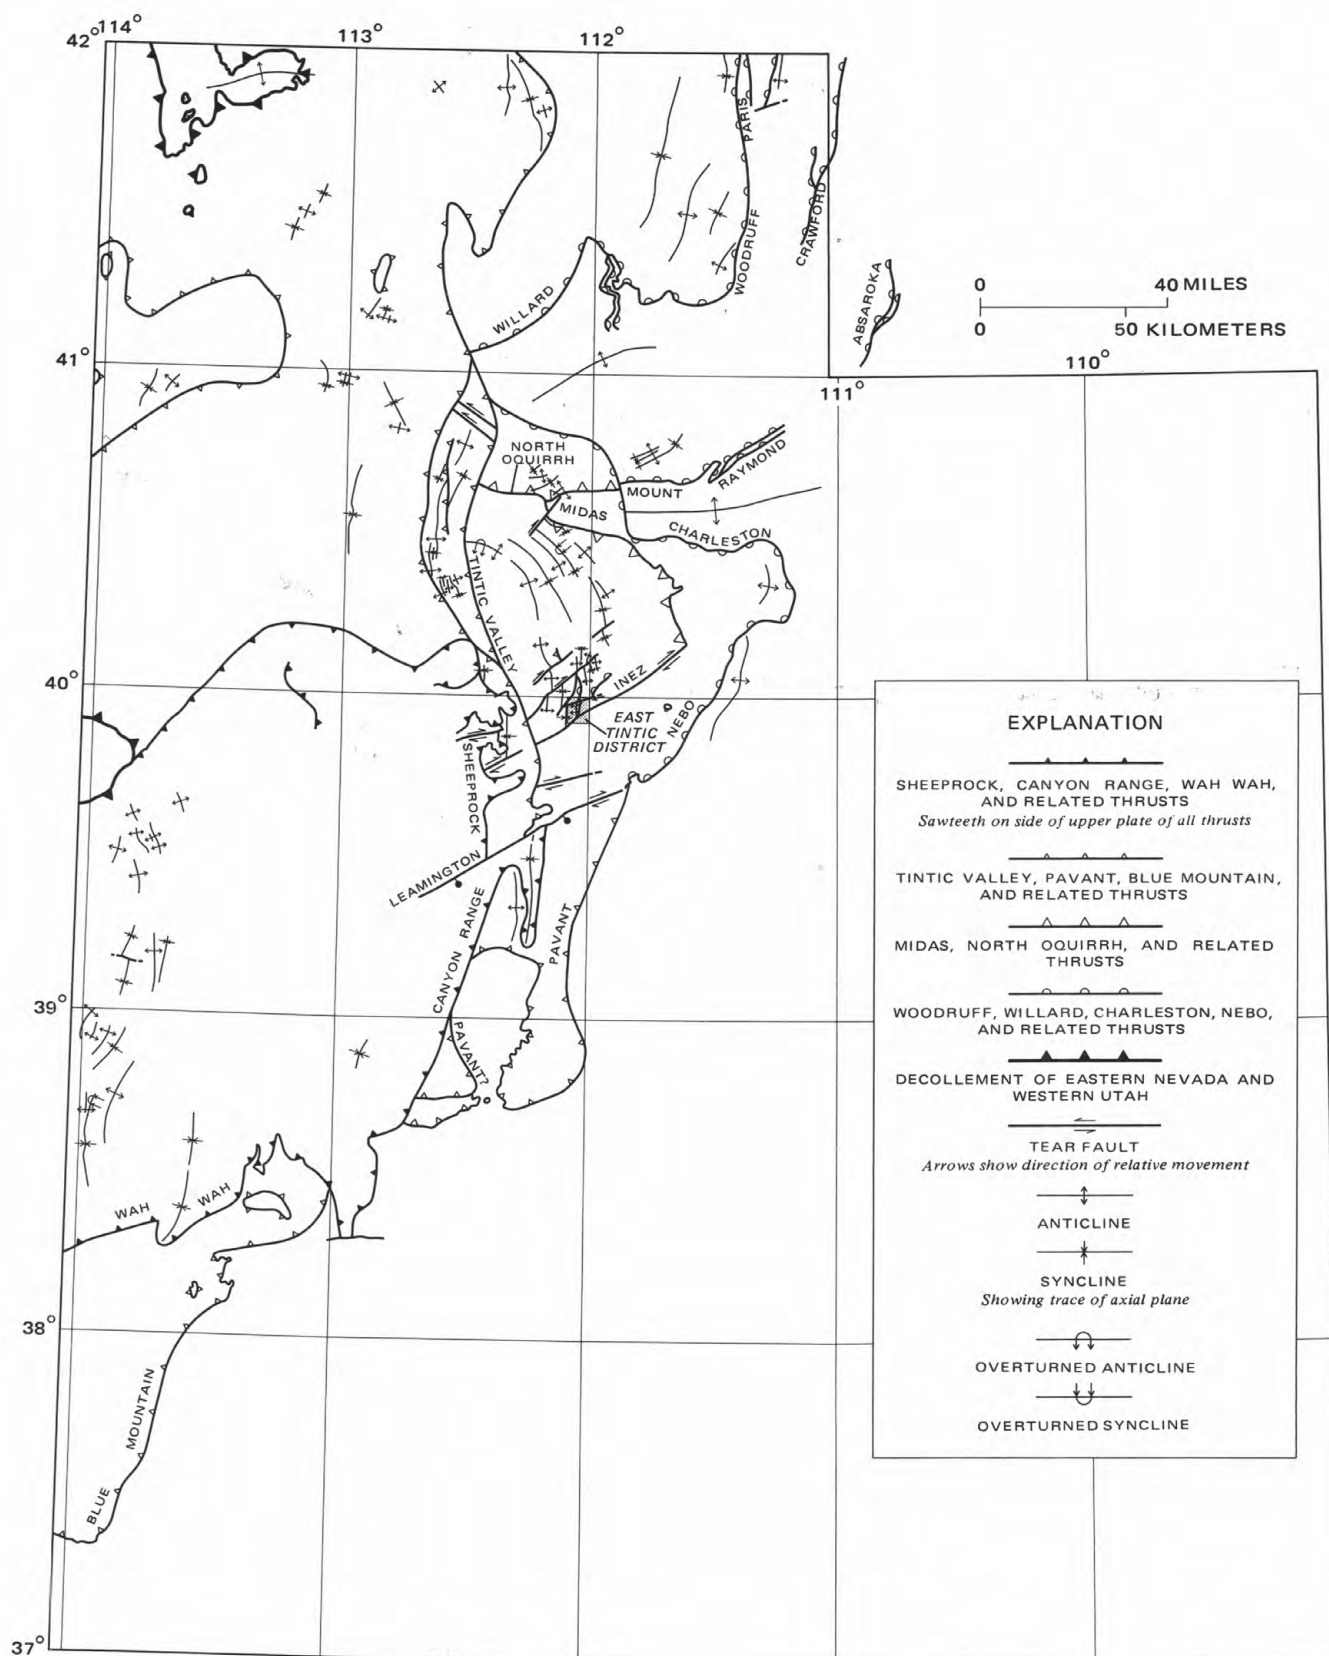 42° 114° 113° 112°
PARIS
WOODRUFF
CRAWFORD
ABSAROKA
0 40 MILES
0 50 KILOMETERS
WILLARD
41°
110°
111°
NORTH
OQUIRRH
MOUNT
RAYMOND
MIDAS
CHARLESTON
TINTIC VALLEY
40°
INEZ
NEBO
EAST
TINTIC
DISTRICT
SHEEPROCK
LEAMINGTON
CANYON RANGE
PAVANT
39°
PAVANT?
WAH WAH
38°
BLUE MOUNTAIN
37°
EXPLANATION
SHEEPROCK, CANYON RANGE, WAH WAH,
AND RELATED THRUSTS
Sawteeth on side of upper plate of all thrusts
TINTIC VALLEY, PAVANT, BLUE MOUNTAIN,
AND RELATED THRUSTS
MIDAS, NORTH OQUIRRH, AND RELATED
THRUSTS
WOODRUFF, WILLARD, CHARLESTON, NEBO,
AND RELATED THRUSTS
DECOLLEMENT OF EASTERN NEVADA AND
WESTERN UTAH
TEAR FAULT
Arrows show direction of relative movement
ANTICLINE
SYNCLINE
Showing trace of axial plane
OVERTURNED ANTICLINE
OVERTURNED SYNCLINE